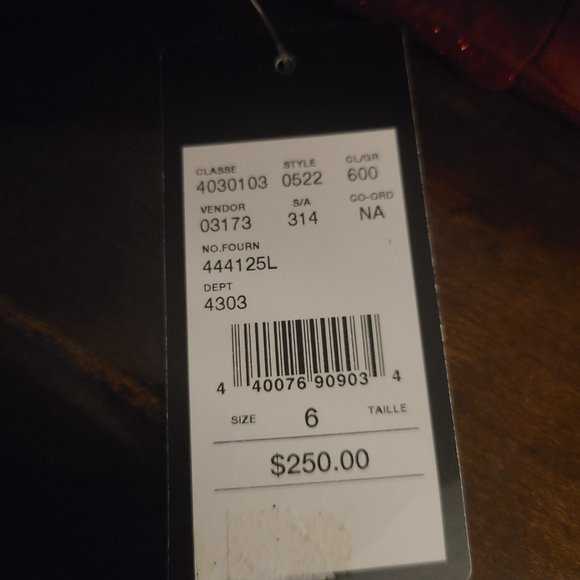 CLASSE STYLE CL/GR
4030103 0522 600
VENDOR S/A CO-ORD
03173 314 NA
NO.FOURN
444125L
DEPT
4303
4 40076 90903 4
SIZE 6 TAILLE
$250.00